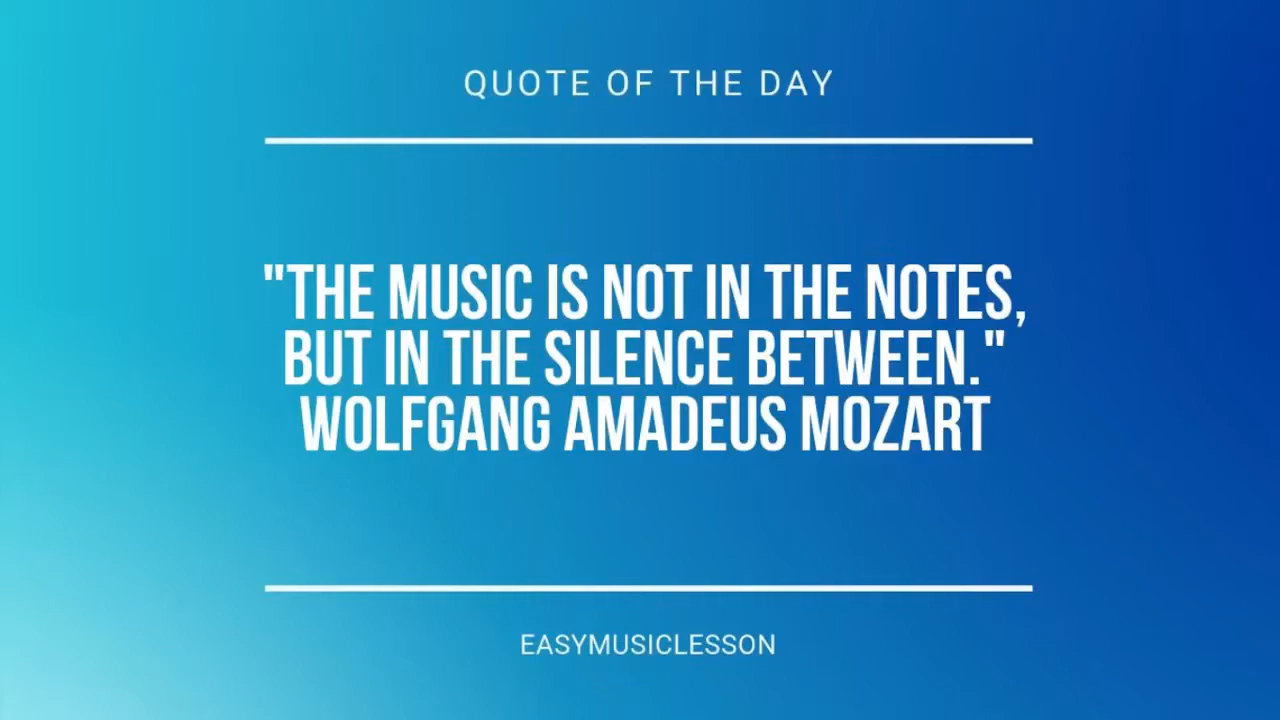 QUOTE OF THE DAY
"THE MUSIC IS NOT IN THE NOTES,
BUT IN THE SILENCE BETWEEN."
WOLFGANG AMADEUS MOZART
EASYMUSICLESSON